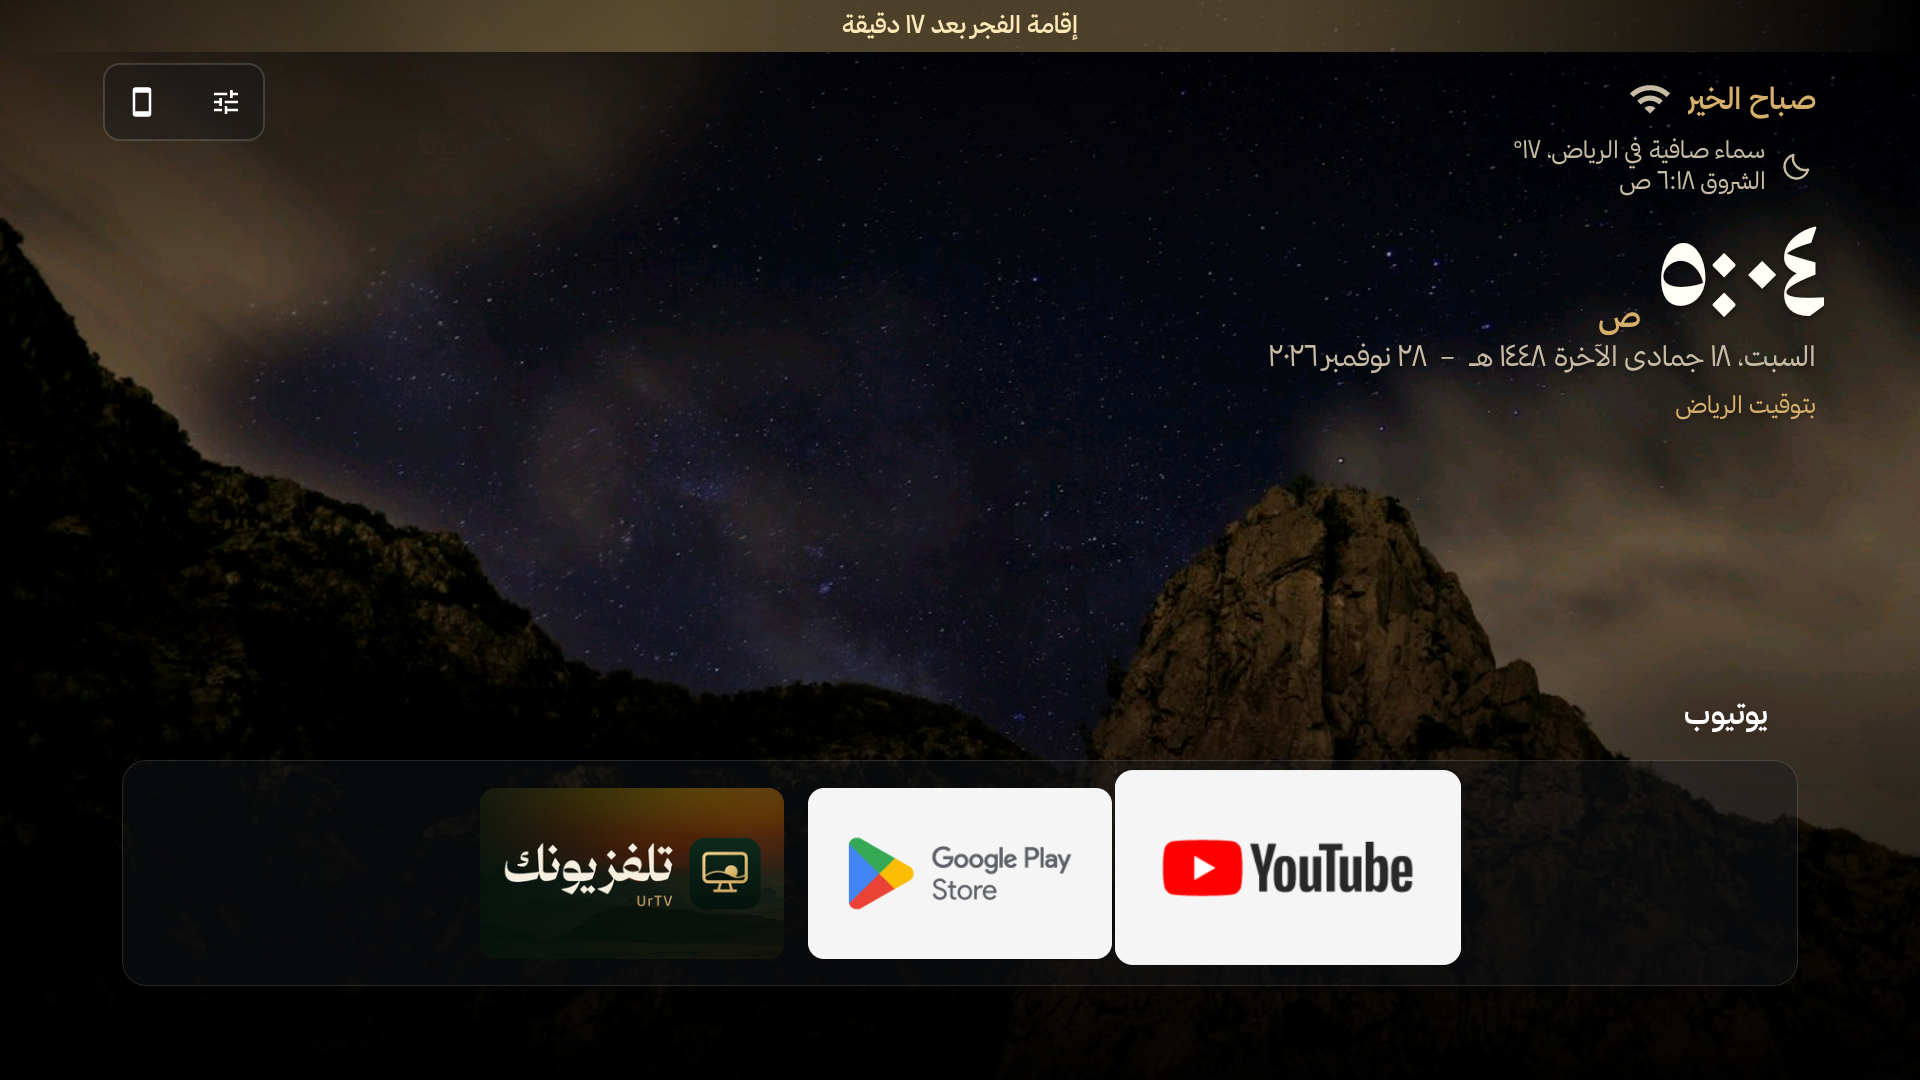 إقامة الفجر بعد ١٧ دقيقة
صباح الخير
سماء صافية في الرياض، ١٧°
الشروق ٦:١٨ ص
٥:٠٤ ص
السبت، ١٨ جمادى الآخرة ١٤٤٨ هـ – ٢٨ نوفمبر ٢٠٢٦
بتوقيت الرياض
يوتيوب
YouTube
Google Play
Store
تلفزيونك
UrTV